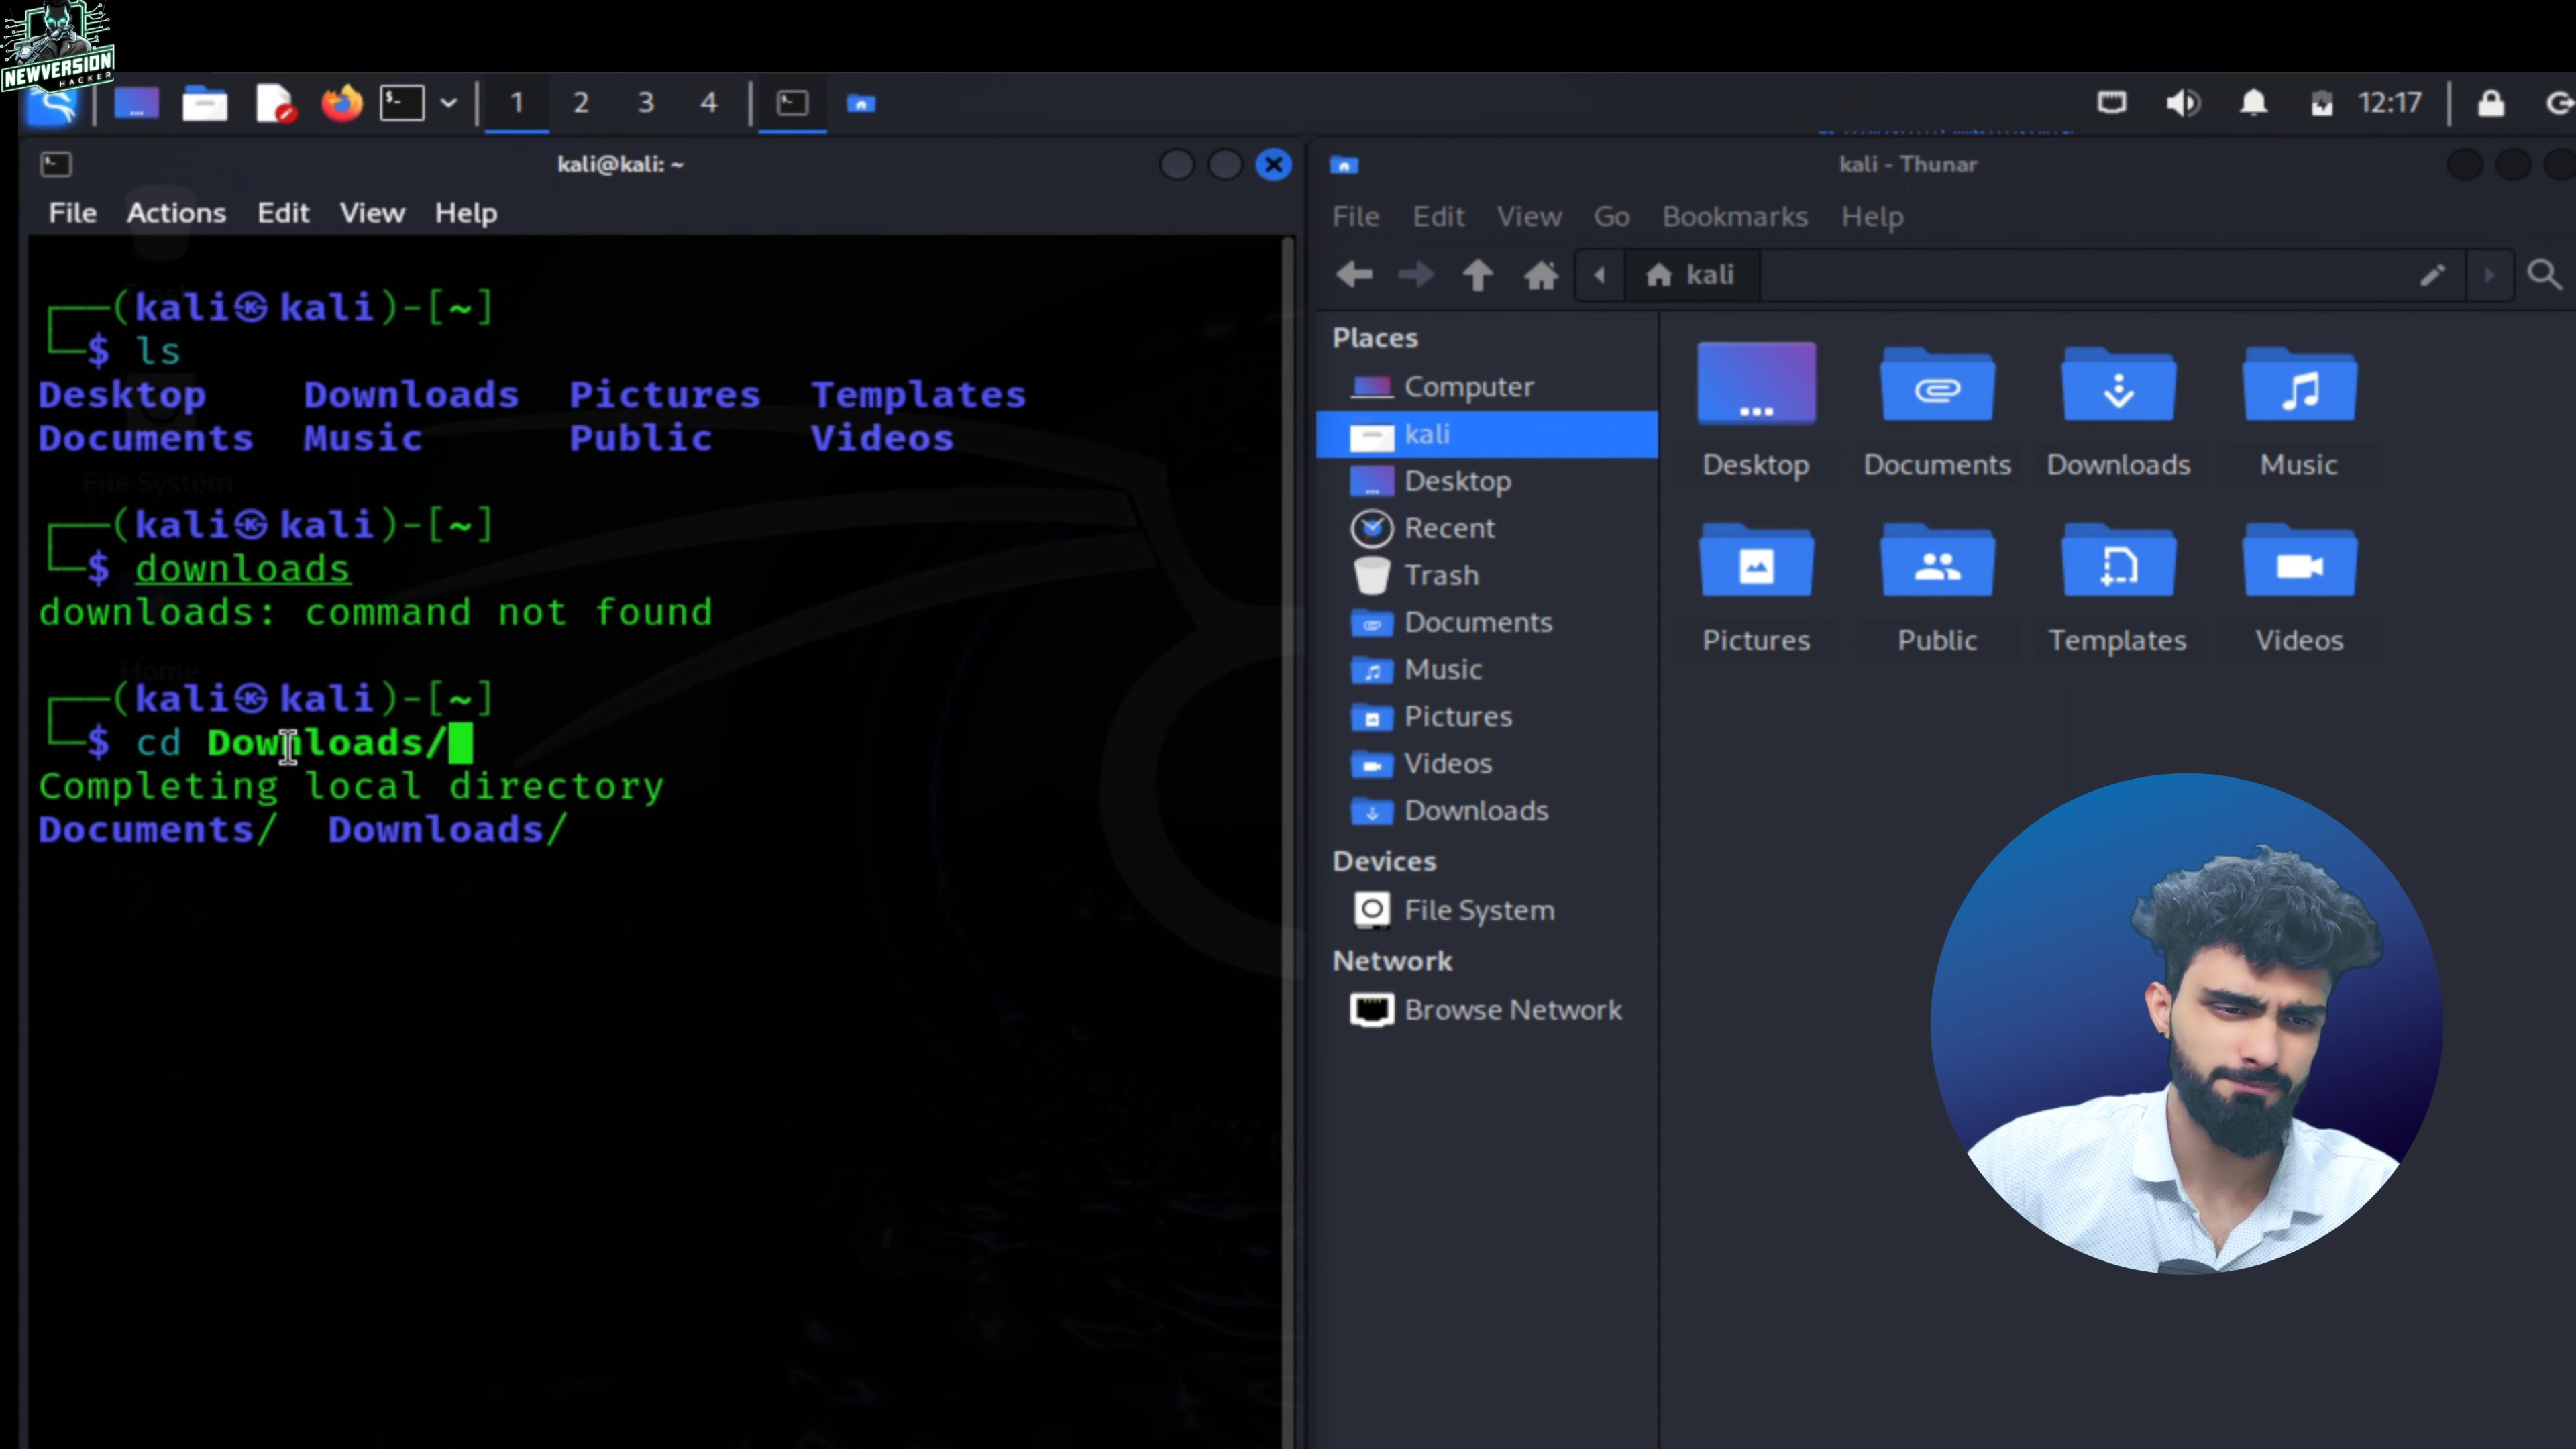 NEWVERSION
HACKER
1 2 3 4
12:17
kali@kali: ~
File Actions Edit View Help
(kali㉿kali)-[~]
$ ls
Desktop Downloads Pictures Templates
Documents Music Public Videos
File System
(kali㉿kali)-[~]
$ downloads
downloads: command not found
Home
(kali㉿kali)-[~]
$ cd Downloads/
Completing local directory
Documents/ Downloads/
kali - Thunar
File Edit View Go Bookmarks Help
kali
Places
Computer
kali
Desktop
Recent
Trash
Documents
Music
Pictures
Videos
Downloads
Devices
File System
Network
Browse Network
Desktop Documents Downloads Music
Pictures Public Templates Videos